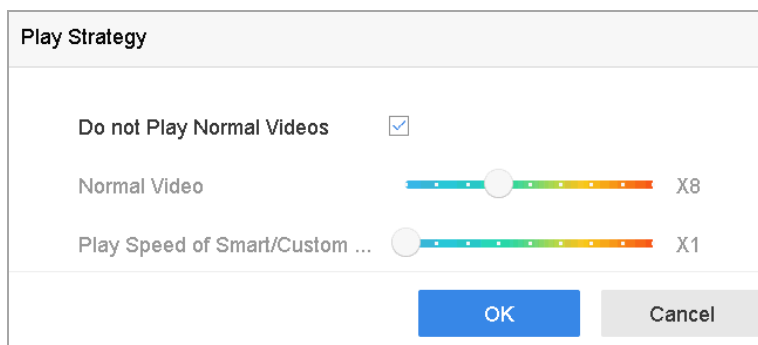 Play Strategy
Do not Play Normal Videos
Normal Video X8
Play Speed of Smart/Custom ... X1
OK Cancel